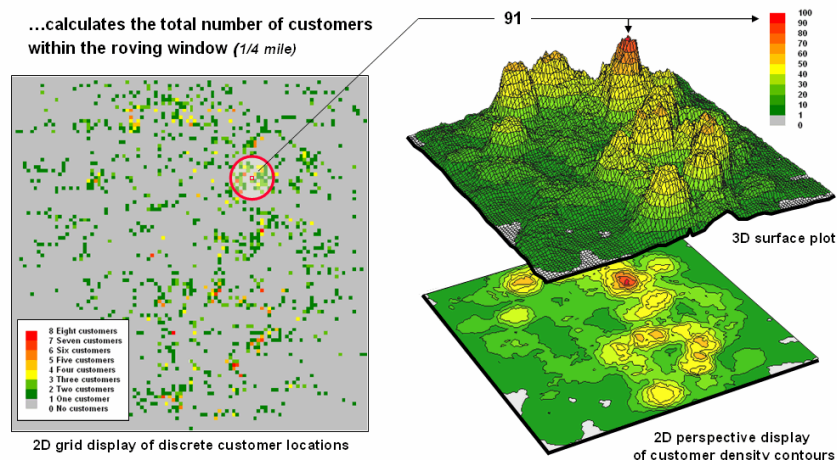 ...calculates the total number of customers
within the roving window (1/4 mile)
91
100
90
80
70
60
50
40
30
20
10
1
0
3D surface plot
8 Eight customers
7 Seven customers
6 Six customers
5 Five customers
4 Four customers
3 Three customers
2 Two customers
1 One customer
0 No customers
2D grid display of discrete customer locations
2D perspective display
of customer density contours